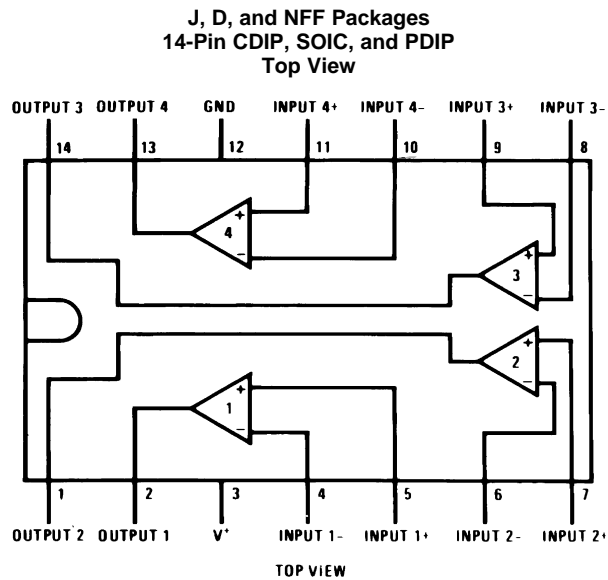 J, D, and NFF Packages
14-Pin CDIP, SOIC, and PDIP
Top View
OUTPUT 3 OUTPUT 4 GND INPUT 4+ INPUT 4- INPUT 3+ INPUT 3-
14 13 12 11 10 9 8
+
4
-
+
3
-
+
2
-
+
1
-
1 2 3 4 5 6 7
OUTPUT 2 OUTPUT 1 V+ INPUT 1- INPUT 1+ INPUT 2- INPUT 2+
TOP VIEW